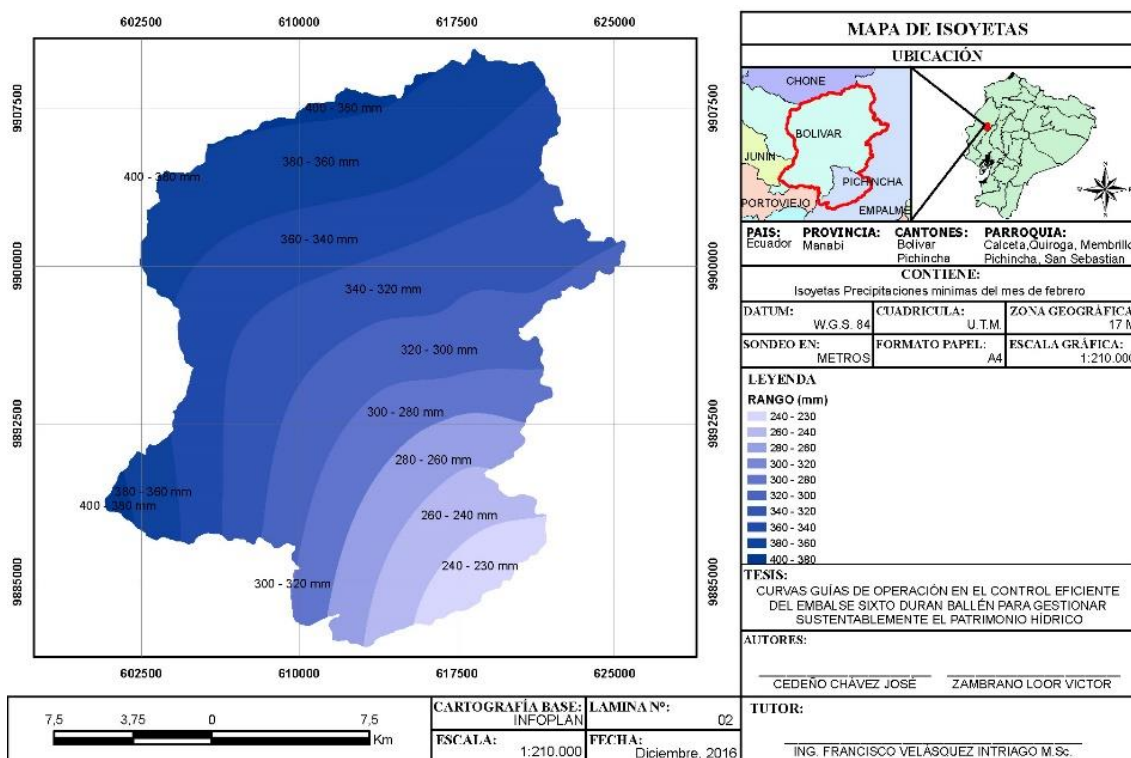 602500 610000 617500 625000
9907500 9907500
9900000 9900000
9892500 9892500
9885000 9885000
400 - 380 mm
380 - 360 mm
400 - 380 mm
360 - 340 mm
340 - 320 mm
320 - 300 mm
300 - 280 mm
280 - 260 mm
380 - 360 mm
400 - 380 mm
260 - 240 mm
240 - 230 mm
300 - 320 mm
602500 610000 617500 625000
MAPA DE ISOYETAS
UBICACIÓN
CHONE
BOLIVAR
JUNIN
PICHINCHA
PORTOVIEJO
EMPALME
N
PAIS: PROVINCIA: CANTONES: PARROQUIA:
Ecuador Manabi Bolivar Calceta,Quiroga, Membrillo
Pichincha Pichincha, San Sebastian
CONTIENE:
Isoyetas Precipitaciones minimas del mes de febrero
DATUM: CUADRICULA: ZONA GEOGRÁFICA
W.G.S. 84 U.T.M. 17 M
SONDEO EN: FORMATO PAPEL: ESCALA GRÁFICA:
METROS A4 1:210.000
LEYENDA
RANGO (mm)
240 - 230
260 - 240
280 - 260
300 - 320
300 - 280
320 - 300
340 - 320
360 - 340
380 - 360
400 - 380
TESIS:
CURVAS GUÍAS DE OPERACIÓN EN EL CONTROL EFICIENTE
DEL EMBALSE SIXTO DURAN BALLÉN PARA GESTIONAR
SUSTENTABLEMENTE EL PATRIMONIO HÍDRICO
AUTORES:
CEDEÑO CHÁVEZ JOSÉ ZAMBRANO LOOR VICTOR
TUTOR:
ING. FRANCISCO VELÁSQUEZ INTRIAGO M.Sc.
7,5 3,75 0 7,5
Km
CARTOGRAFÍA BASE: LAMINA Nº:
INFOPLAN 02
ESCALA: FECHA:
1:210.000 Diciembre, 2016